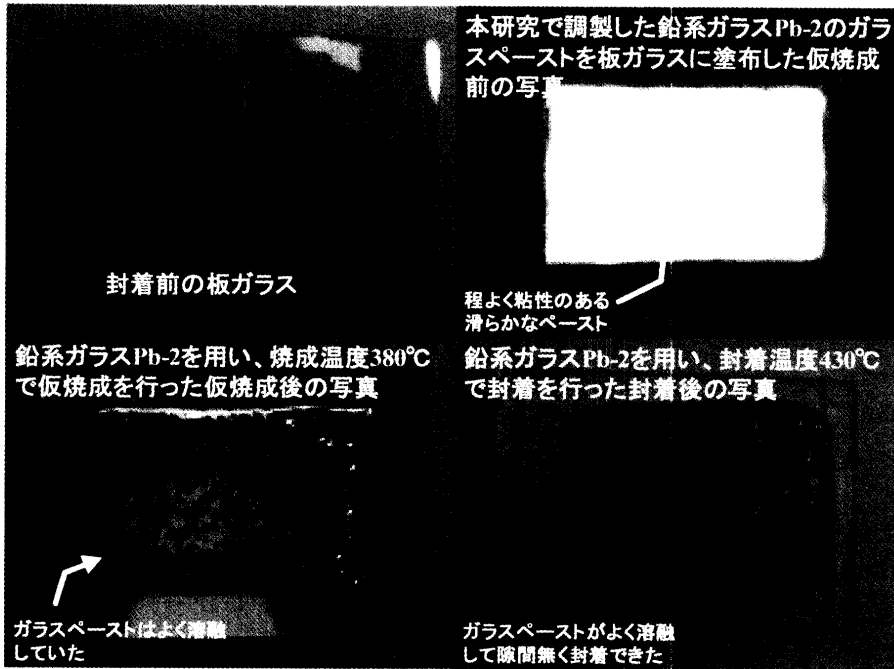 本研究で調製した鉛系ガラスPb-2のガラ
スペーストを板ガラスに塗布した仮焼成
前の写真
封着前の板ガラス
程よく粘性のある
滑らかなペースト
鉛系ガラスPb-2を用い、焼成温度380℃
で仮焼成を行った仮焼成後の写真
ガラスペーストはよく溶融
していた
鉛系ガラスPb-2を用い、封着温度430℃
で封着を行った封着後の写真
ガラスペーストがよく溶融
して隙間無く封着できた